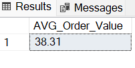 Results Messages
AVG_Order_Value
1 38.31